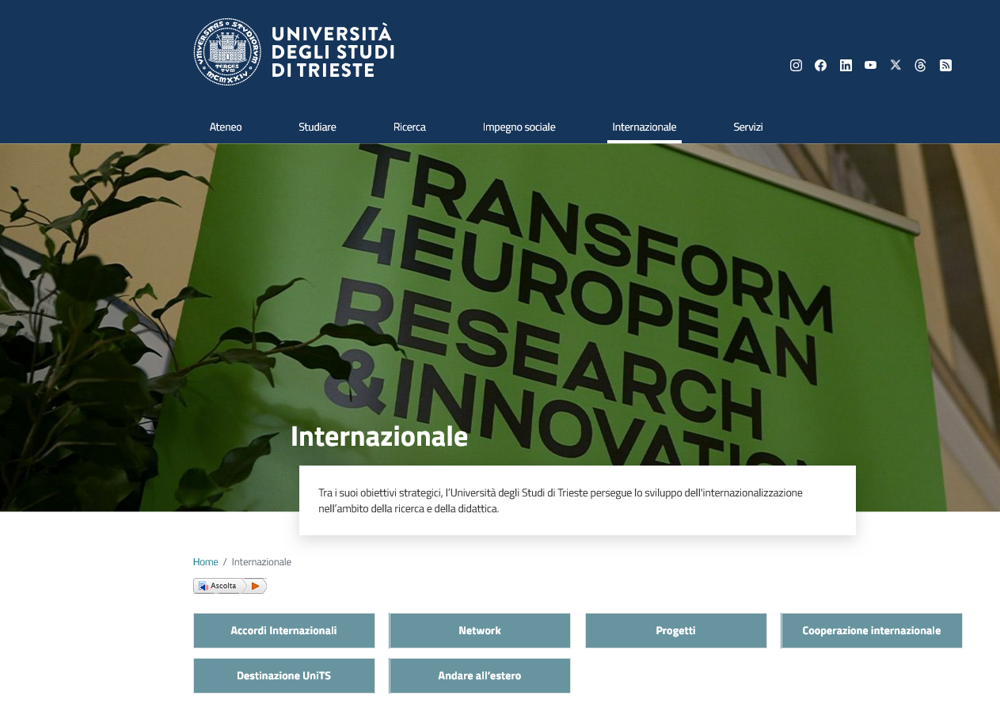 UNIVERSITAS STUDIORUM
TERGES
TVM
MCMXXIV
UNIVERSITÀ
DEGLI STUDI
DI TRIESTE
Ateneo
Studiare
Ricerca
Impegno sociale
Internazionale
Servizi
TRANSFORM
4EUROPEAN
RESEARCH
&INNOVATION
Internazionale
Tra i suoi obiettivi strategici, l’Università degli Studi di Trieste persegue lo sviluppo dell'internazionalizzazione
nell’ambito della ricerca e della didattica.
Home / Internazionale
Ascolta
Accordi Internazionali
Network
Progetti
Cooperazione internazionale
Destinazione UniTS
Andare all’estero